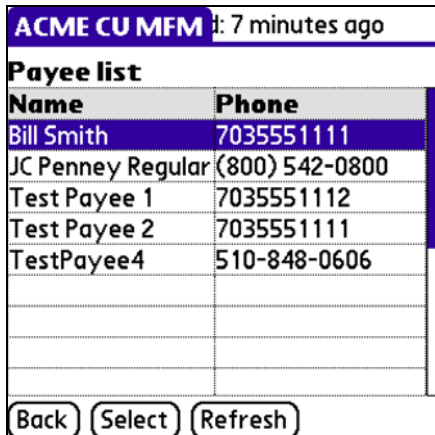 ACME CU MFM d: 7 minutes ago
Payee list
Name Phone
Bill Smith 7035551111
JC Penney Regular (800) 542-0800
Test Payee 1 7035551112
Test Payee 2 7035551111
TestPayee4 510-848-0606
Back Select Refresh